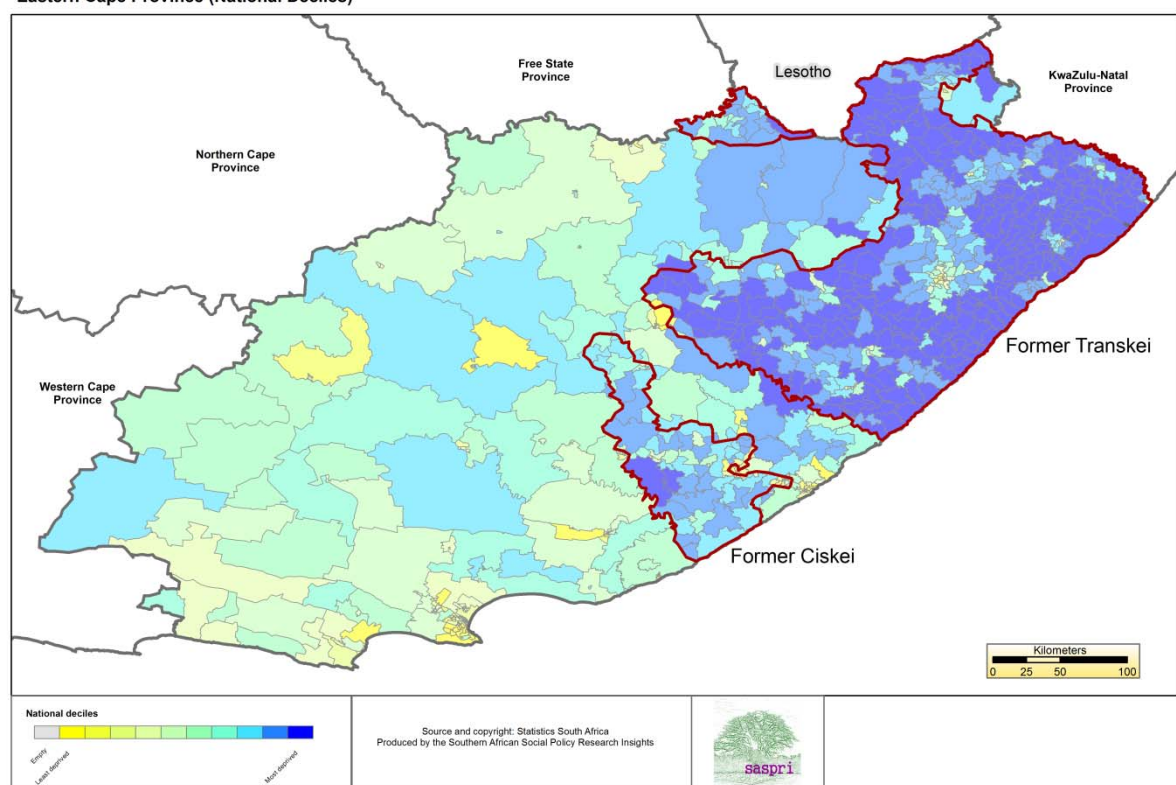 Eastern Cape Province (National Deciles)
Free State
Province
Lesotho
KwaZulu-Natal
Province
Northern Cape
Province
Western Cape
Province
Former Transkei
Former Ciskei
Kilometers
0 25 50 100
National deciles
Empty
Least deprived
Most deprived
Source and copyright: Statistics South Africa
Produced by the Southern African Social Policy Research Insights
saspri